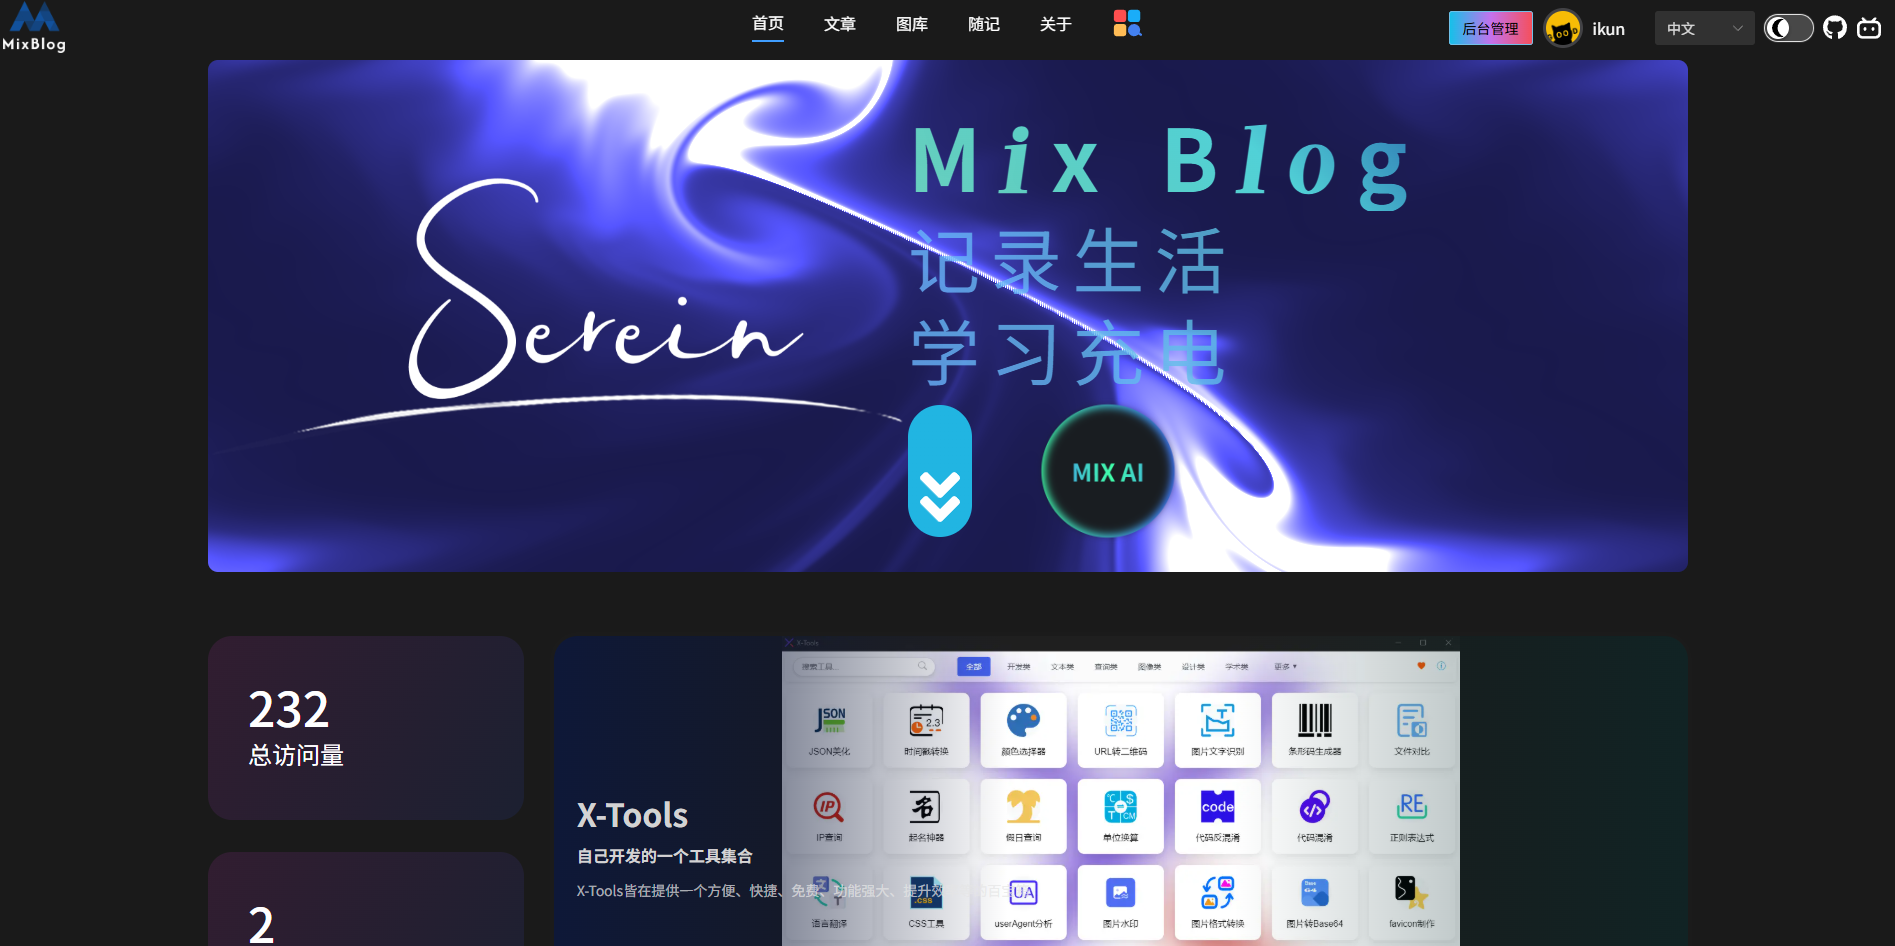 MixBlog
首页 文章 图库 随记 关于
后台管理 ikun 中文
Serein
Mix Blog
记录生活
学习充电
MIX AI
232
总访问量
2
X-Tools
自己开发的一个工具集合
X-Tools皆在提供一个方便、快捷、免费、功能强大、提升效
X-Tools
搜索工具... 全部 开发类 文本类 查询类 图像类 设计类 学术类 更多
JSON美化 时间戳转换 颜色选择器 URL转二维码 图片文字识别 条形码生成器 文件对比
IP查询 起名神器 假日查询 单位换算 代码反混淆 代码混淆 正则表达式
语言翻译 CSS工具 userAgent分析 图片水印 图片格式转换 图片转Base64 favicon制作